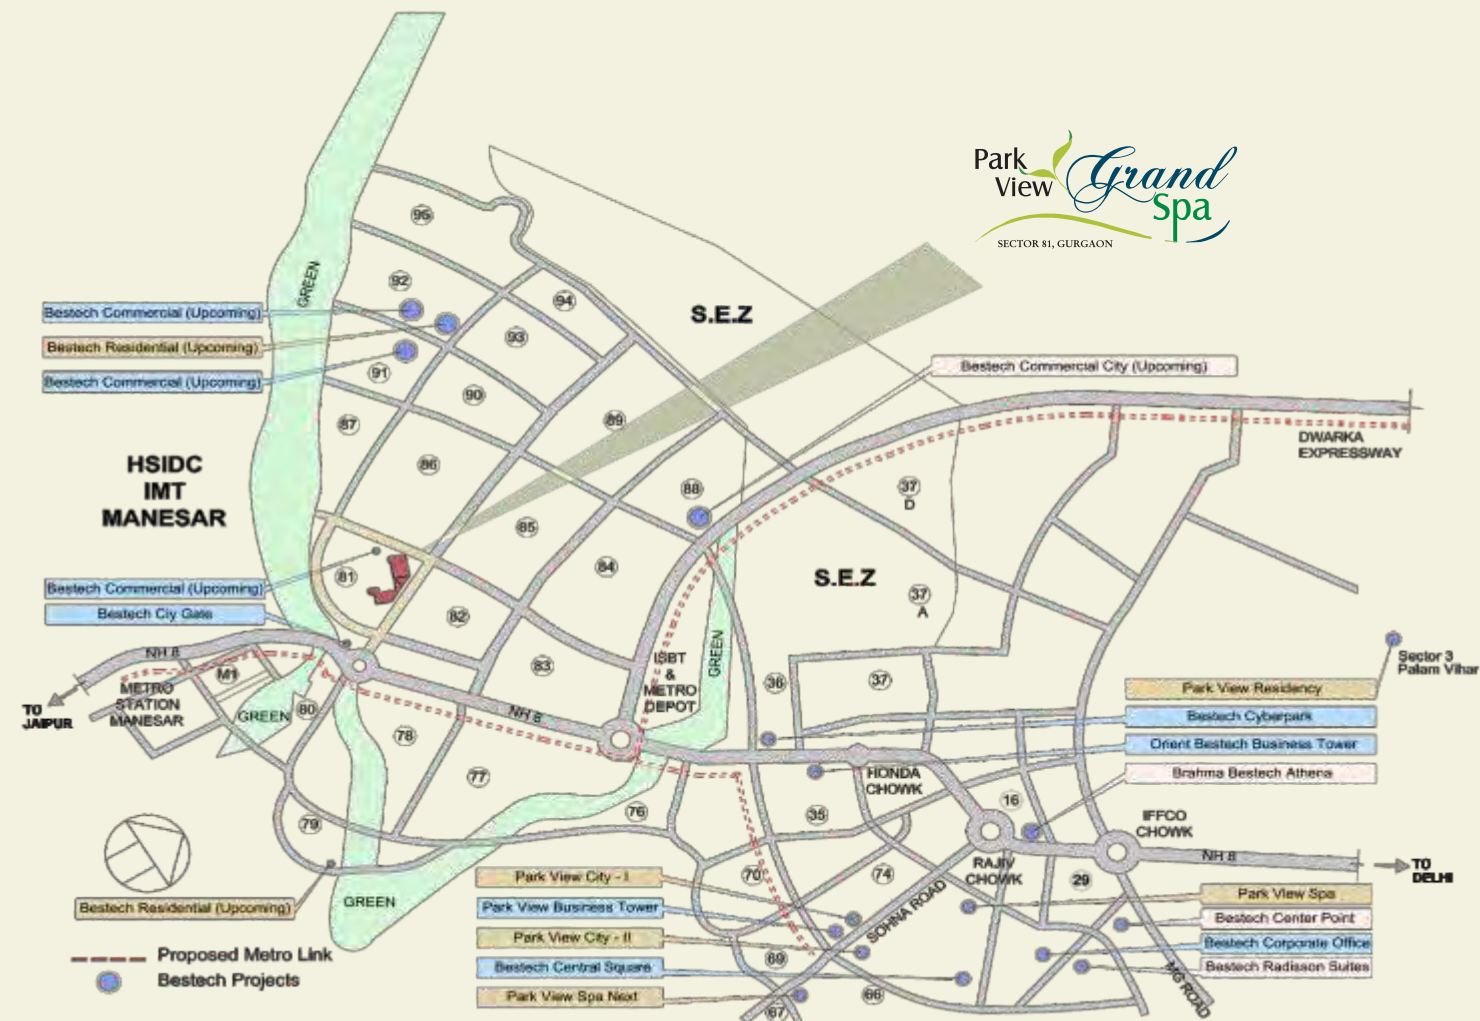 Park
View
Grand
Spa
SECTOR 81, GURGAON
95
GREEN
92
94
S.E.Z
Bestech Commercial (Upcoming)
93
Bestech Residential (Upcoming)
91
Bestech Commercial (Upcoming)
90
Bestech Commercial City (Upcoming)
87
89
DWARKA
EXPRESSWAY
HSIDC
IMT
MANESAR
86
88
37
D
85
84
81
S.E.Z
37
A
Bestech Commercial (Upcoming)
Bestech Ciy Gate
82
83
NH 8
M1
ISBT
&
METRO
DEPOT
GREEN
36
37
Sector 3
Palam Vihar
METRO
STATION
MANESAR
TO
JAIPUR
GREEN
80
78
NH 8
Park View Residency
Bestech Cyberpark
Orient Bestech Business Tower
Brahma Bestech Athena
77
HONDA
CHOWK
79
76
35
16
IFFCO
CHOWK
NH 8
TO
DELHI
RAJIV
CHOWK
70
74
29
SOHNA ROAD
GREEN
Bestech Residential (Upcoming)
Park View City - I
Park View Business Tower
Park View City - II
Bestech Central Square
Park View Spa Next
Park View Spa
Bestech Center Point
Bestech Corporate Office
Bestech Radisson Suites
69
66
67
MG ROAD
Proposed Metro Link
Bestech Projects